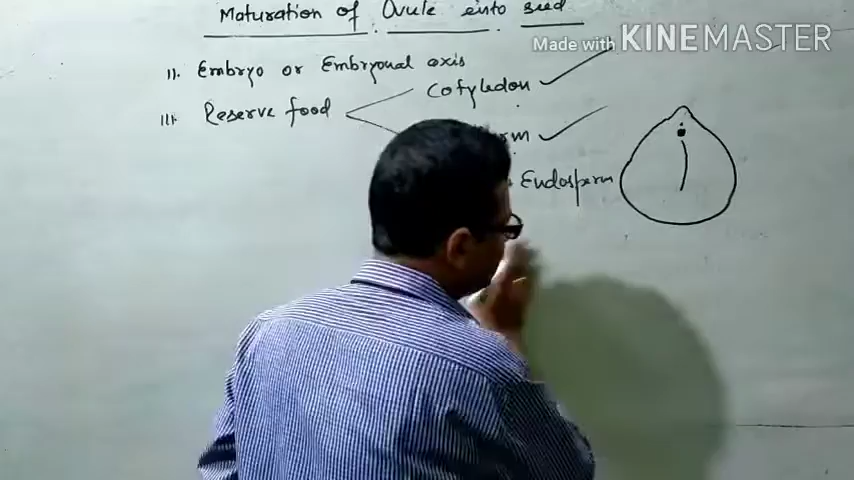 Maturation of Ovule into seed
Made with KINEMASTER
II. Embryo or Embryonal axis
III. Reserve food
Cotyledon
Endosperm